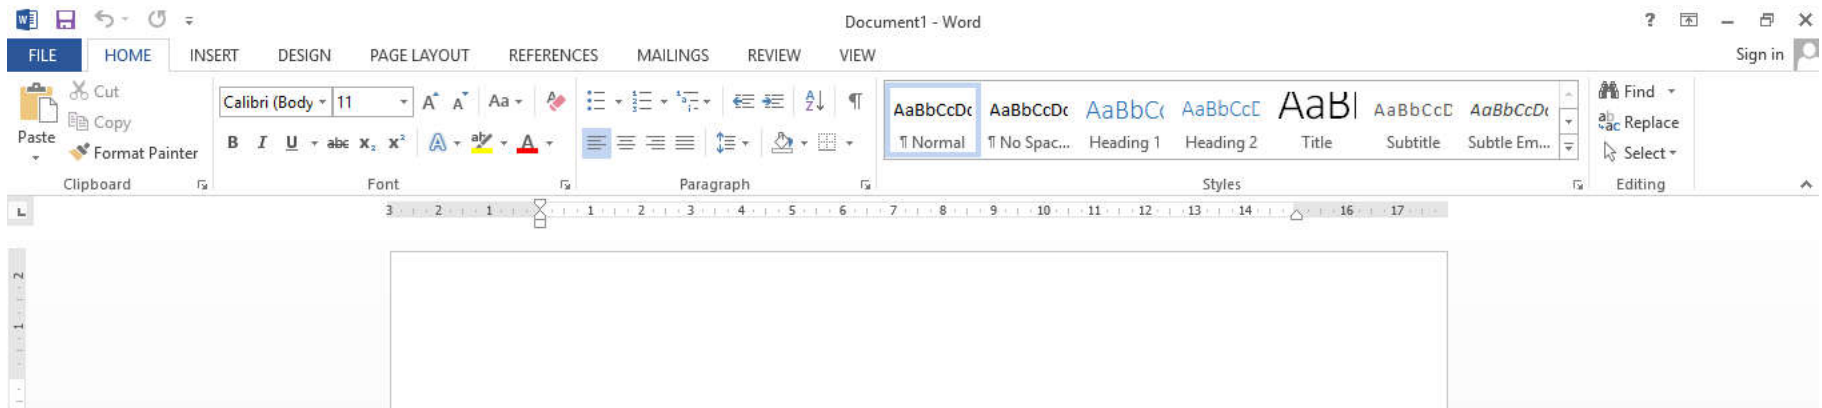 Document1 - Word
FILE HOME INSERT DESIGN PAGE LAYOUT REFERENCES MAILINGS REVIEW VIEW Sign in
Paste
Cut
Copy
Format Painter
Clipboard
Calibri (Body 11 A A Aa
B I U abc x₂ x² A ab A
Font
A Z ¶
Paragraph
AaBbCcDc AaBbCcDc AaBbC( AaBbCcE AaB AaBbCcD AaBbCcDc
¶ Normal ¶ No Spac... Heading 1 Heading 2 Title Subtitle Subtle Em...
Styles
Find
Replace
Select
Editing
3 2 1 1 2 3 4 5 6 7 8 9 10 11 12 13 14 16 17
2
1